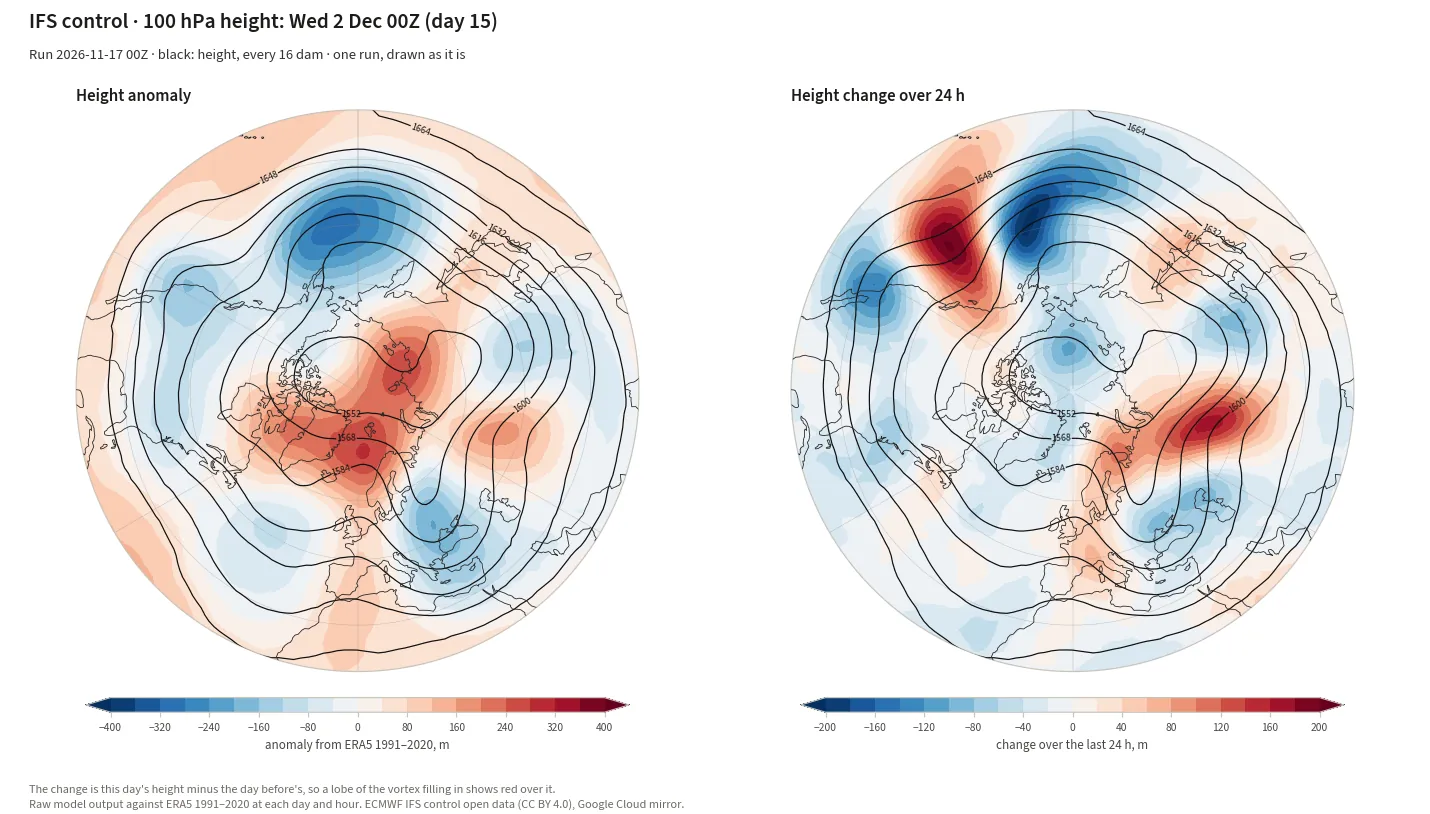 IFS control · 100 hPa height: Wed 2 Dec 00Z (day 15)
Run 2026-11-17 00Z · black: height, every 16 dam · one run, drawn as it is
Height anomaly
Height change over 24 h
1664
1648
1632
1616
1600
1552
1568
1584
1664
1648
1632
1616
1600
1552
1568
1584
−400 −320 −240 −160 −80 0 80 160 240 320 400
anomaly from ERA5 1991–2020, m
−200 −160 −120 −80 −40 0 40 80 120 160 200
change over the last 24 h, m
The change is this day's height minus the day before's, so a lobe of the vortex filling in shows red over it.
Raw model output against ERA5 1991–2020 at each day and hour. ECMWF IFS control open data (CC BY 4.0), Google Cloud mirror.